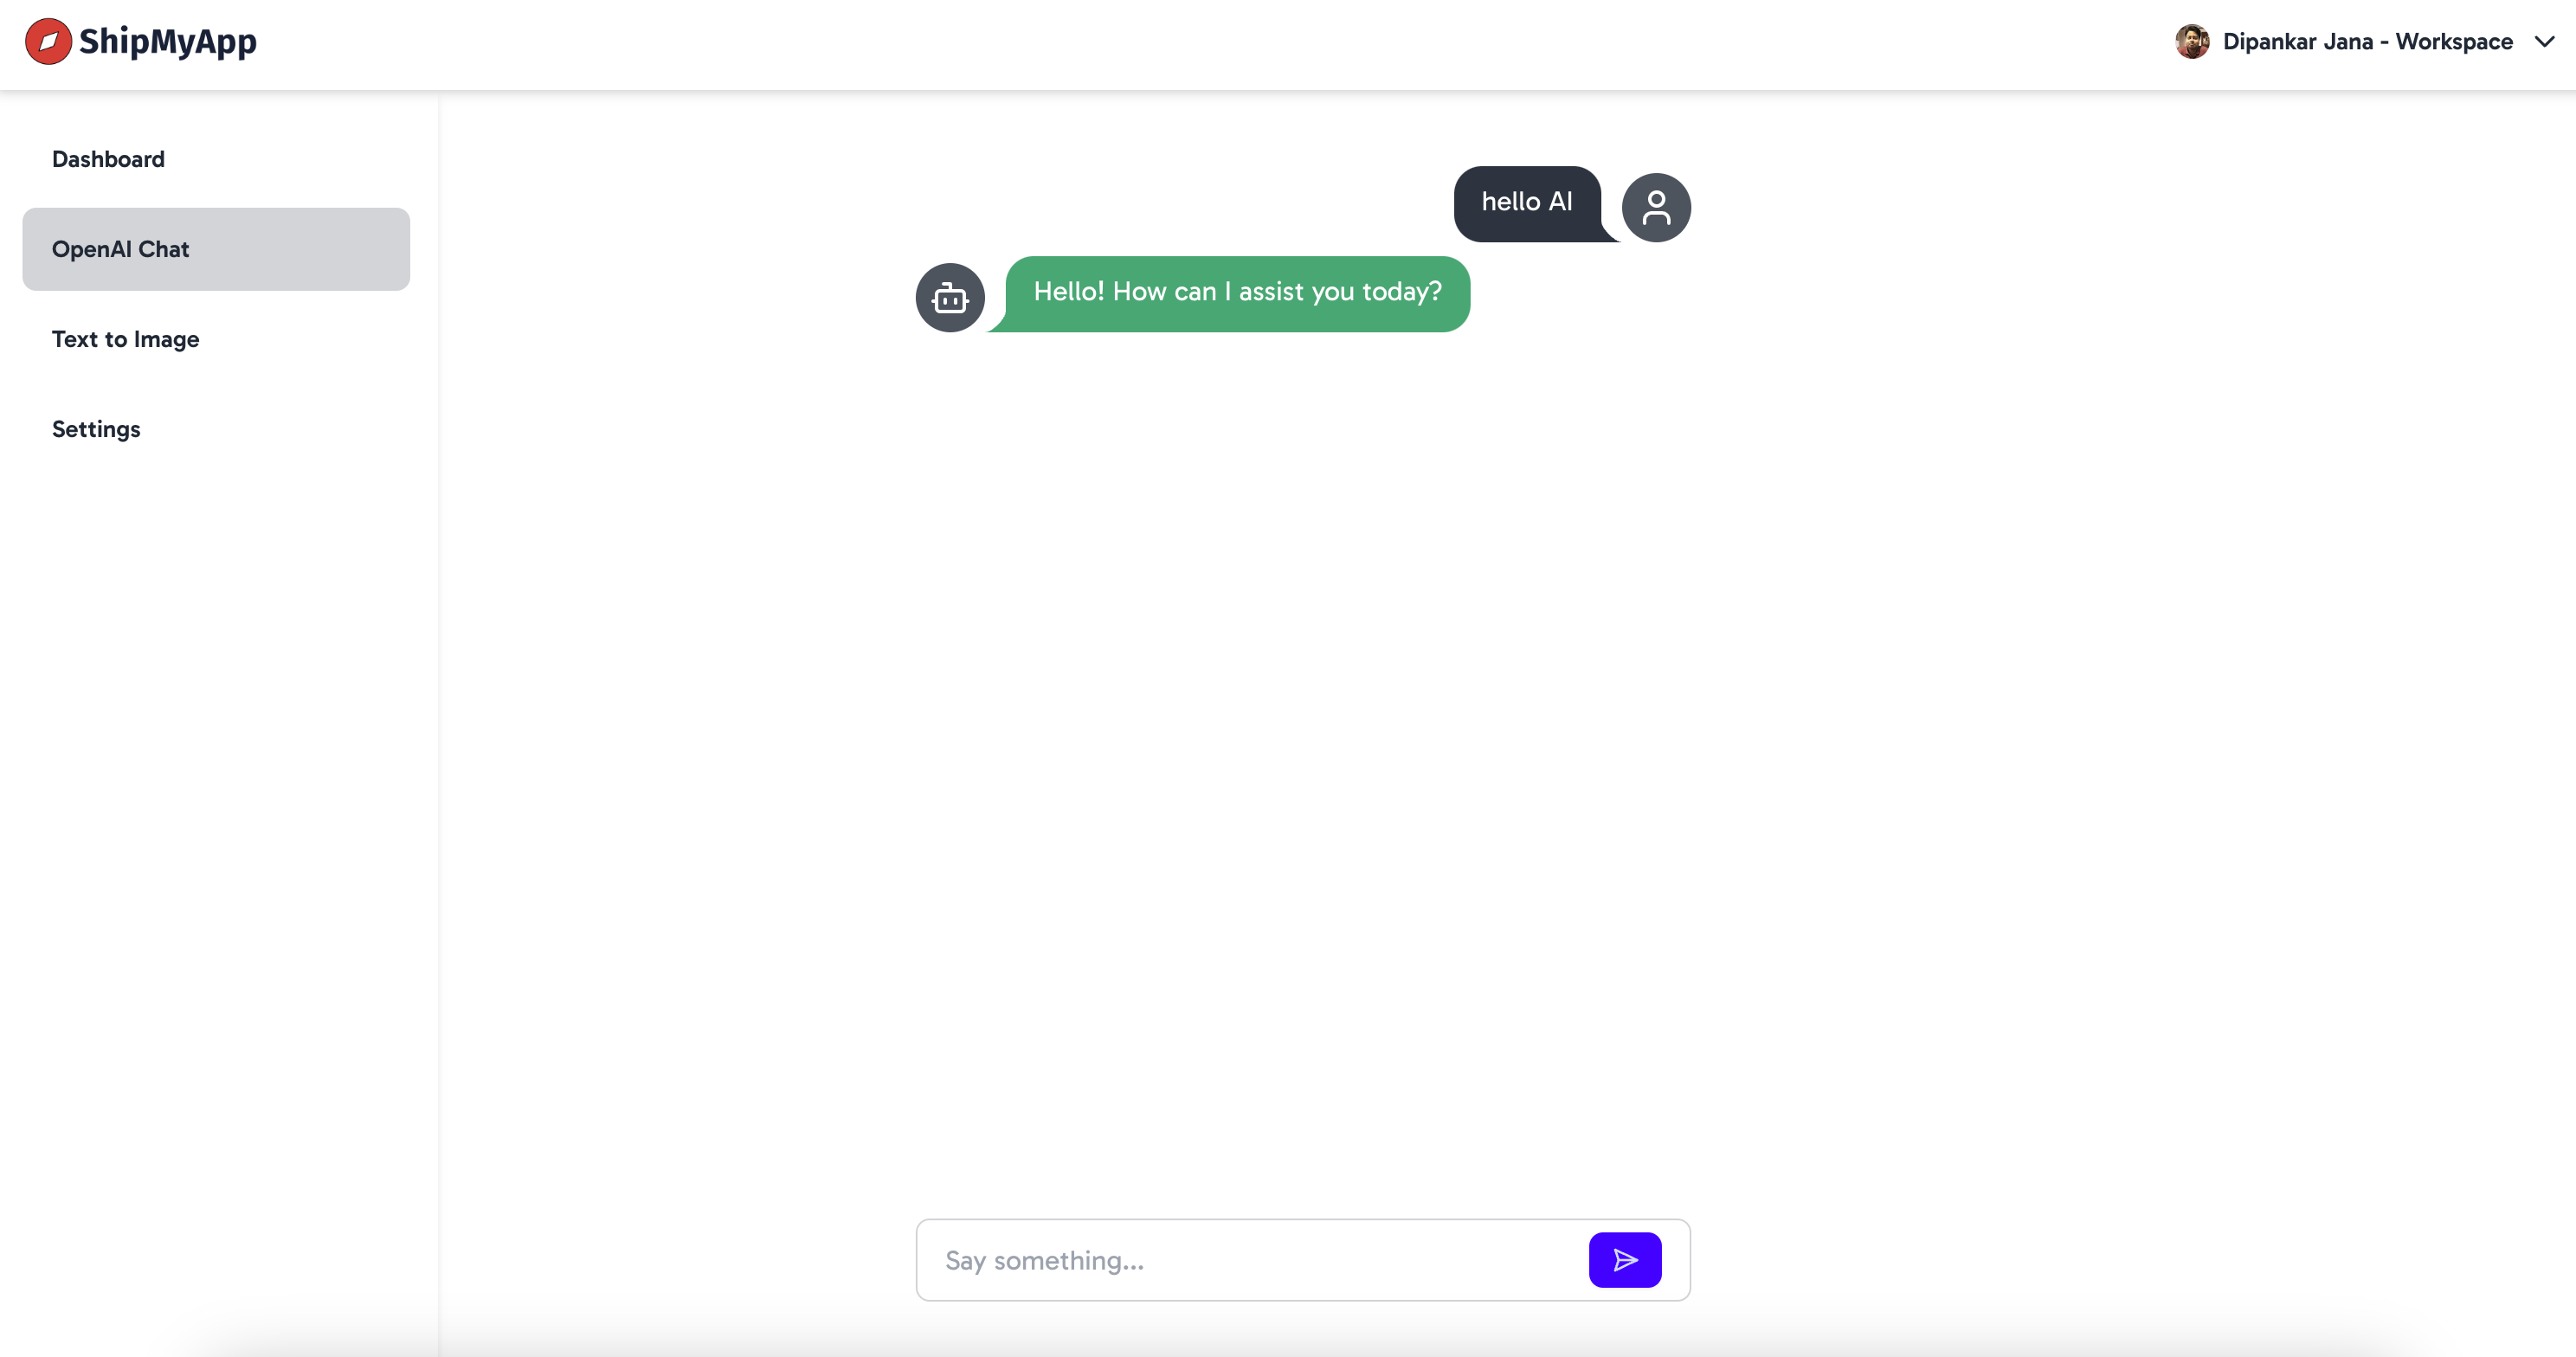 ShipMyApp
Dipankar Jana - Workspace
Dashboard
OpenAI Chat
Text to Image
Settings
hello AI
Hello! How can I assist you today?
Say something...